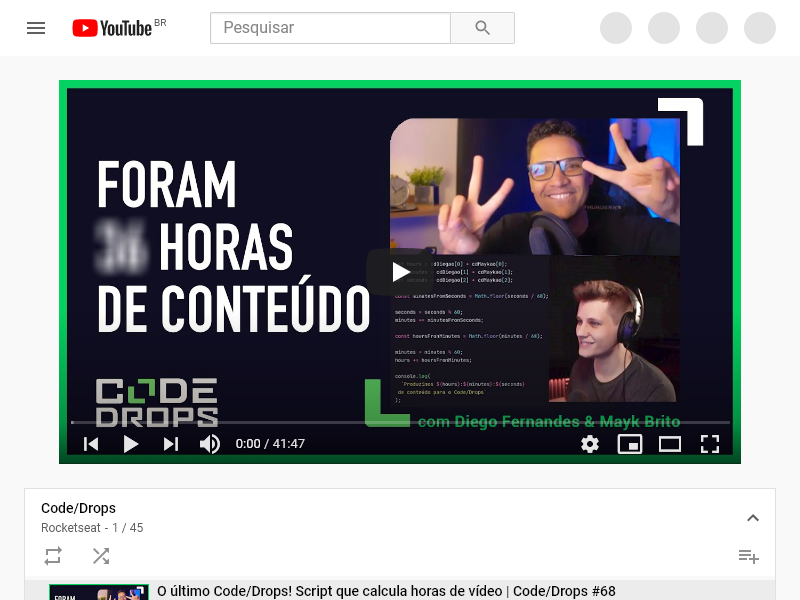 YouTube BR
Pesquisar
FORAM
HORAS
DE CONTEÚDO
const minutesFromSeconds = Math.floor(seconds / 60);
seconds = seconds % 60;
minutes += minutesFromSeconds;
const hoursFromMinutes = Math.floor(minutes / 60);
minutes = minutes % 60;
hours += hoursFromMinutes;
console.log(
`Produzimos ${hours}:${minutes}:${seconds}
de conteúdo para o Code/Drops`
);
CODE
DROPS
com Diego Fernandes & Mayk Brito
0:00 / 41:47
Code/Drops
Rocketseat - 1 / 45
O último Code/Drops! Script que calcula horas de vídeo | Code/Drops #68
FORAM